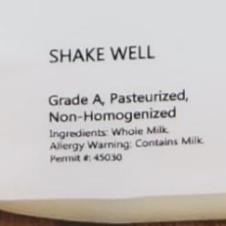 SHAKE WELL
Grade A, Pasteurized,
Non-Homogenized
Ingredients: Whole Milk.
Allergy Warning: Contains Milk.
Permit #: 45030